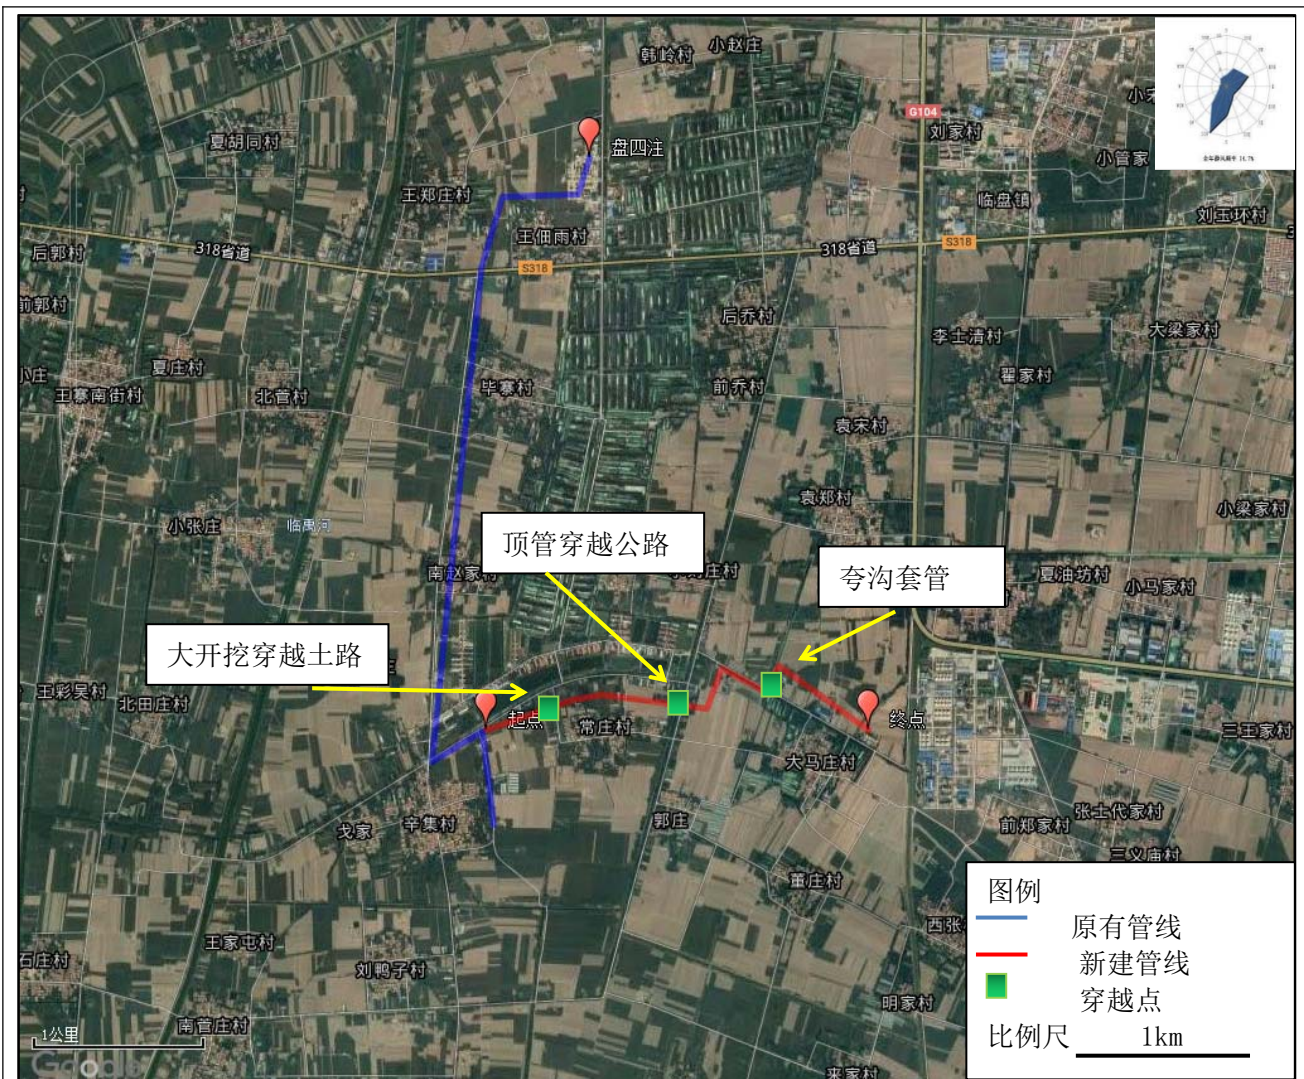 韩岭村
小赵庄
G104
刘家村
小管家
夏胡同村
盘四注
王郑庄村
临盘镇
刘玉环村
王佃雨村
后郭村
318省道
S318
318省道
S318
前郭村
后乔村
李士清村
大梁家村
夏庄村
翟家村
王寨南街村
北菅村
毕寨村
前乔村
袁宋村
小张庄
临禹河
袁郑村
小梁家村
顶管穿越公路
夸沟套管
南赵家村
夏油坊村
小马家村
大开挖穿越土路
王彩吴村
北田庄村
起点
常庄村
终点
三王家村
大马庄村
戈家
辛集村
郭庄
前郑家村
张士代家村
三义庙村
董庄村
图例
原有管线
新建管线
穿越点
比例尺
1km
西张
王家屯村
石庄村
刘鸭子村
明家村
南菅庄村
1公里
Google
来家村